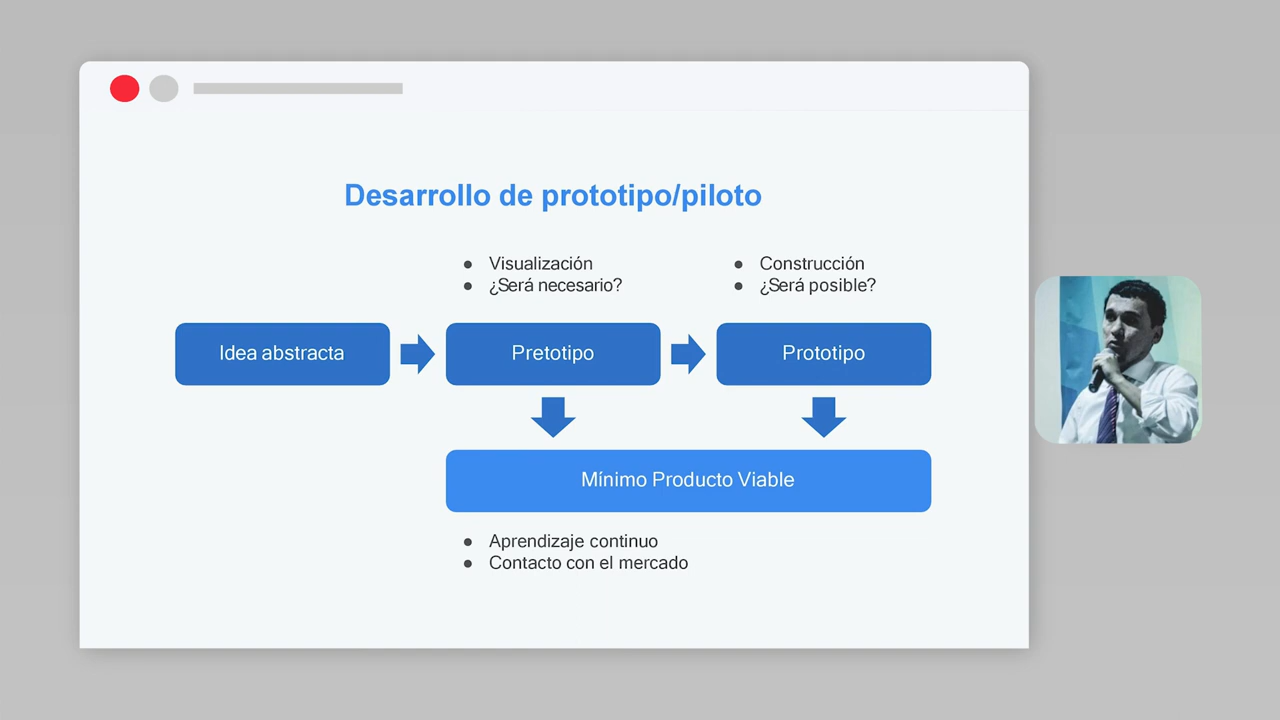 Desarrollo de prototipo/piloto
● Visualización
● ¿Será necesario?
● Construcción
● ¿Será posible?
Idea abstracta
Pretotipo
Prototipo
Mínimo Producto Viable
● Aprendizaje continuo
● Contacto con el mercado